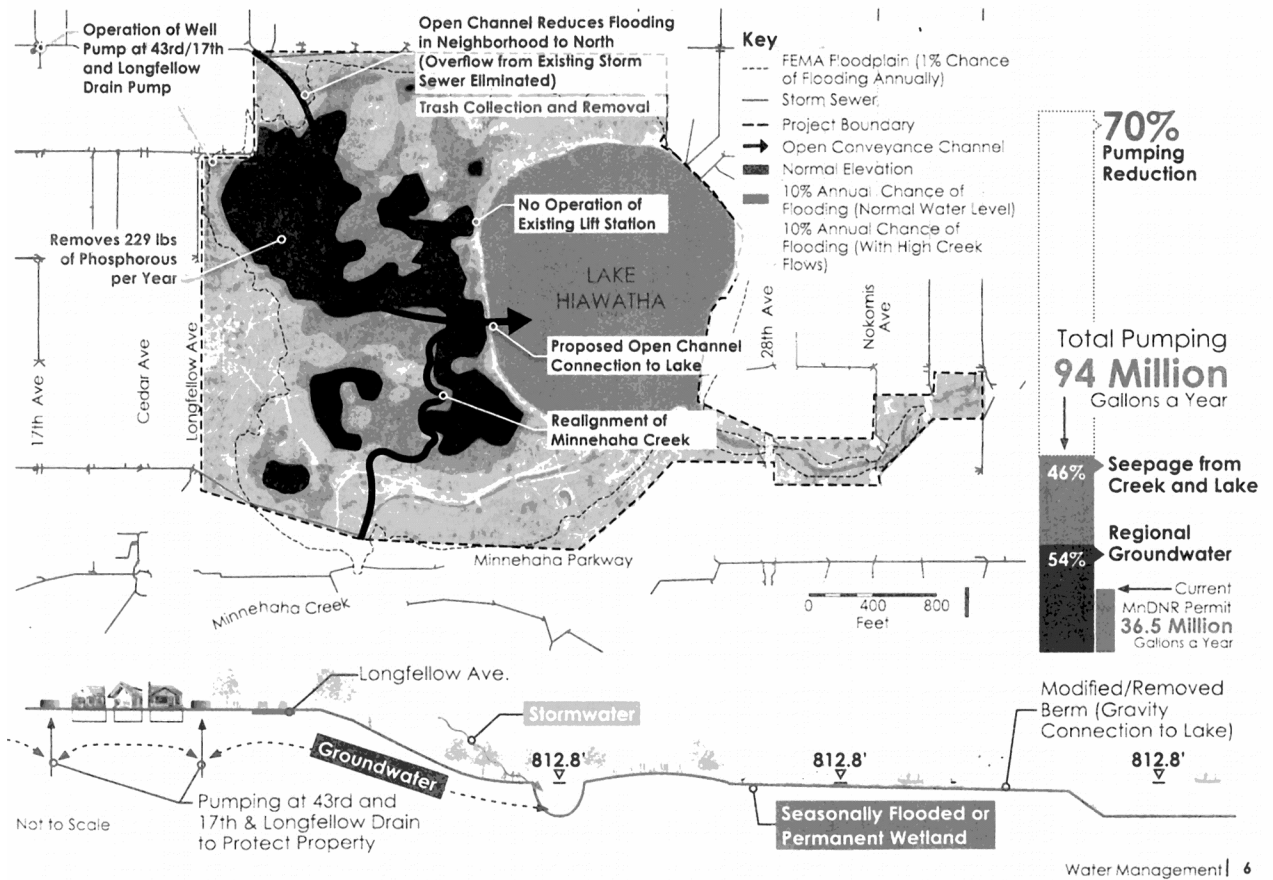 Operation of Well
Pump at 43rd/17th
and Longfellow
Drain Pump
Open Channel Reduces Flooding
in Neighborhood to North
(Overflow from Existing Storm
Sewer Eliminated)
Trash Collection and Removal
Key
FEMA Floodplain (1% Chance
of Flooding Annually)
Storm Sewer
Project Boundary
Open Conveyance Channel
Normal Elevation
10% Annual Chance of
Flooding (Normal Water Level)
10% Annual Chance of
Flooding (With High Creek
Flows)
70%
Pumping
Reduction
No Operation of
Existing Lift Station
Removes 229 lbs
of Phosphorous
per Year
LAKE
HIAWATHA
Proposed Open Channel
Connection to Lake
Realignment of
Minnehaha Creek
17th Ave
Cedar Ave
Longfellow Ave
28th Ave
Nokomis
Ave
Total Pumping
94 Million
Gallons a Year
46%
Seepage from
Creek and Lake
Regional
Groundwater
54%
Current
MnDNR Permit
36.5 Million
Gallons a Year
Minnehaha Parkway
Minnehaha Creek
0 400 800
Feet
Longfellow Ave.
Stormwater
Groundwater
812.8'
812.8'
812.8'
Modified/Removed
Berm (Gravity
Connection to Lake)
Pumping at 43rd and
17th & Longfellow Drain
to Protect Property
Not to Scale
Seasonally Flooded or
Permanent Wetland
Water Management 6